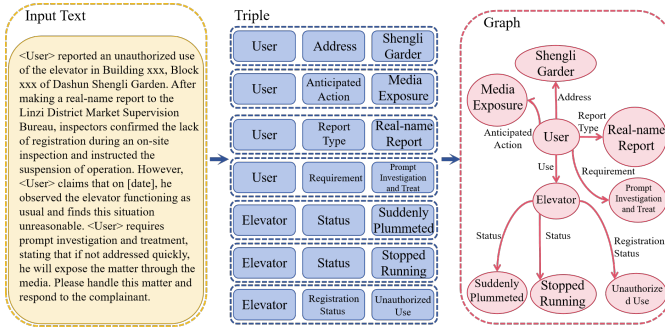 Input Text
<User> reported an unauthorized use
of the elevator in Building xxx, Block
xxx of Dashun Shengli Garden. After
making a real-name report to the
Linzi District Market Supervision
Bureau, inspectors confirmed the lack
of registration during an on-site
inspection and instructed the
suspension of operation. However,
<User> claims that on [date], he
observed the elevator functioning as
usual and finds this situation
unreasonable. <User> requires
prompt investigation and treatment,
stating that if not addressed quickly,
he will expose the matter through the
media. Please handle this matter and
respond to the complainant.
Triple
User
Address
Shengli
Garder
User
Anticipated
Action
Media
Exposure
User
Report
Type
Real-name
Report
User
Requirement
Prompt
Investigation
and Treat
Elevator
Status
Suddenly
Plummeted
Elevator
Status
Stopped
Running
Elevator
Registration
Status
Unauthorized
Use
Graph
Shengli
Garder
Media
Exposure
Address
Anticipated
Action
User
Report
Type
Real-name
Report
Use
Requirement
Prompt
Investigation
and Treat
Elevator
Status
Status
Registration
Status
Suddenly
Plummeted
Stopped
Running
Unauthorize
d Use